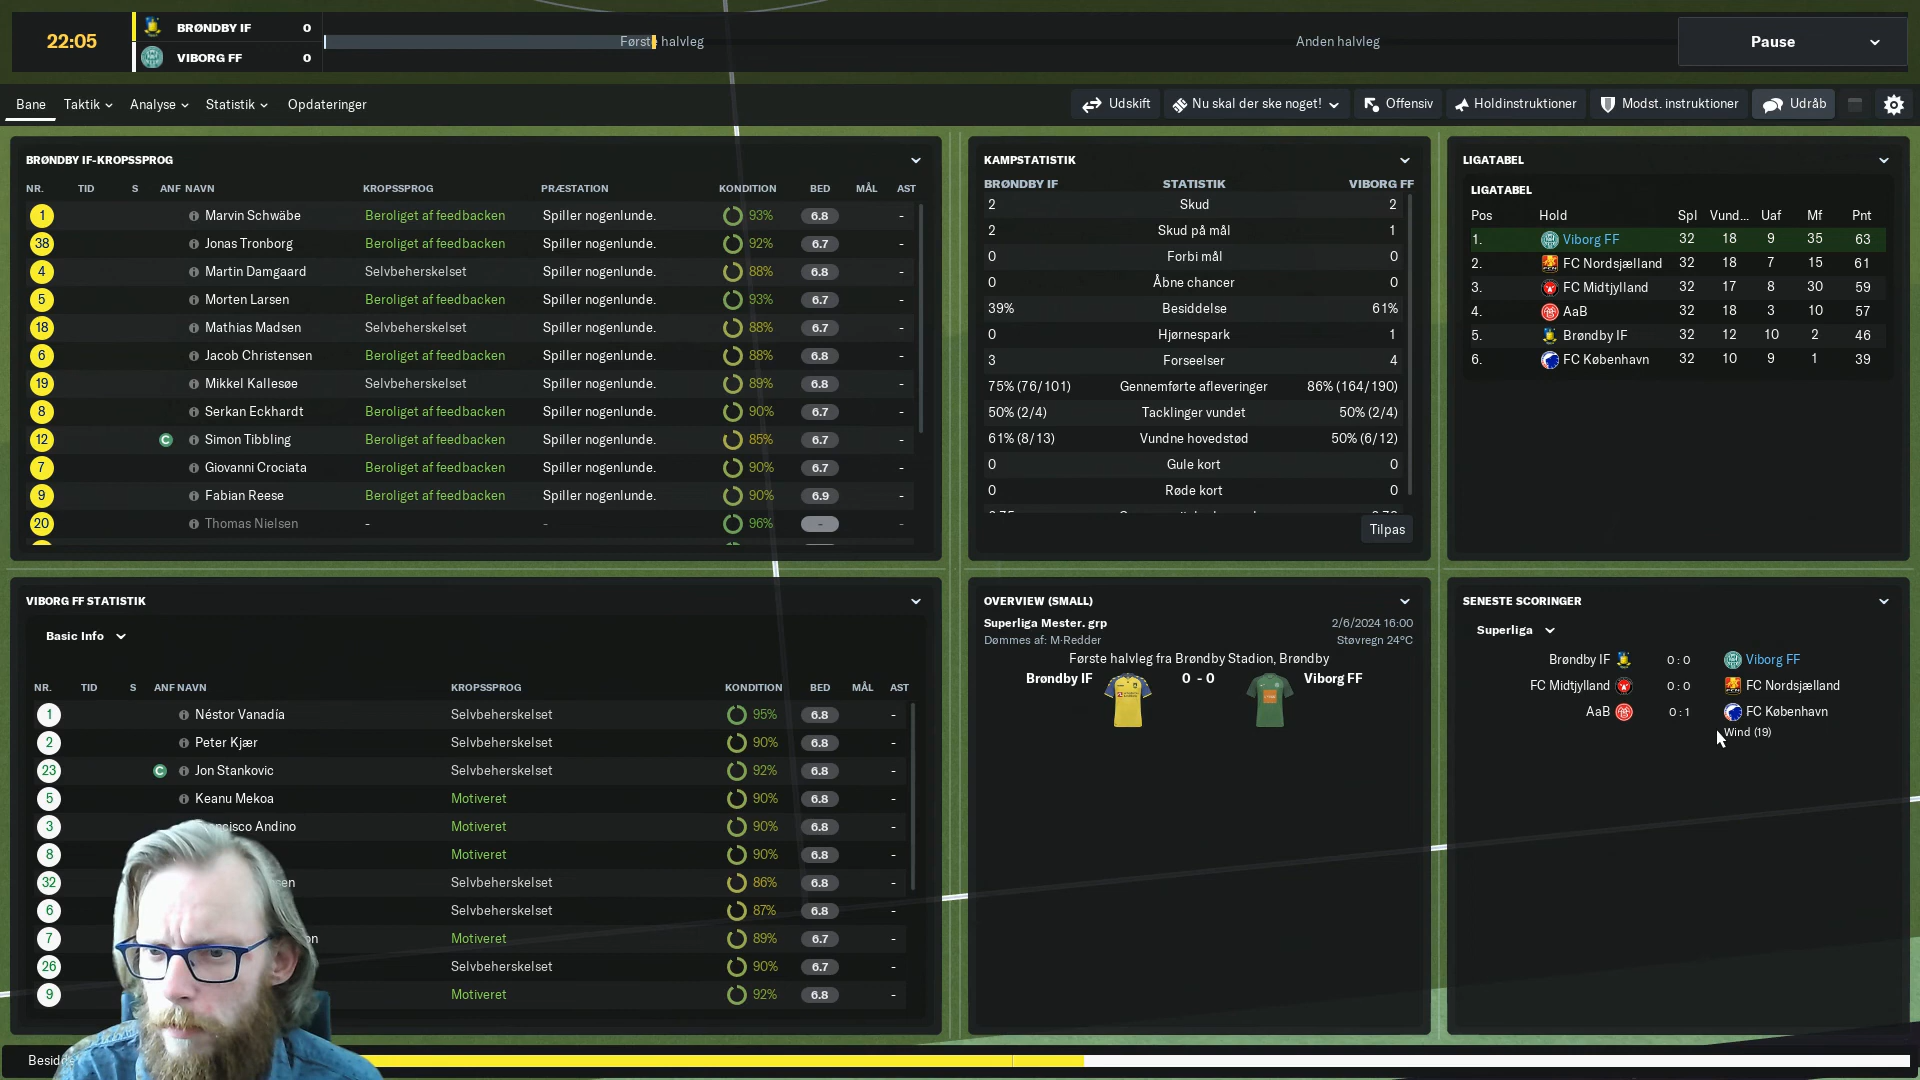 22:05
BRØNDBY IF 0
VIBORG FF 0
Første halvleg
Anden halvleg
Pause
Bane Taktik Analyse Statistik Opdateringer
Udskift Nu skal der ske noget! Offensiv Holdinstruktioner Modst. instruktioner Udråb
BRØNDBY IF-KROPSSPROG
NR. TID S ANF NAVN KROPSSPROG PRÆSTATION KONDITION BED MÅL AST
1 Marvin Schwäbe Beroliget af feedbacken Spiller nogenlunde. 93% 6.8 -
38 Jonas Tronborg Beroliget af feedbacken Spiller nogenlunde. 92% 6.7 -
4 Martin Damgaard Selvbeherskelset Spiller nogenlunde. 88% 6.8 -
5 Morten Larsen Beroliget af feedbacken Spiller nogenlunde. 93% 6.7 -
18 Mathias Madsen Selvbeherskelset Spiller nogenlunde. 88% 6.7 -
6 Jacob Christensen Beroliget af feedbacken Spiller nogenlunde. 88% 6.8 -
19 Mikkel Kallesøe Selvbeherskelset Spiller nogenlunde. 89% 6.8 -
8 Serkan Eckhardt Beroliget af feedbacken Spiller nogenlunde. 90% 6.7 -
12 C Simon Tibbling Beroliget af feedbacken Spiller nogenlunde. 85% 6.7 -
7 Giovanni Crociata Beroliget af feedbacken Spiller nogenlunde. 90% 6.7 -
9 Fabian Reese Beroliget af feedbacken Spiller nogenlunde. 90% 6.9 -
20 Thomas Nielsen - - 96% - -
KAMPSTATISTIK
BRØNDBY IF STATISTIK VIBORG FF
2 Skud 2
2 Skud på mål 1
0 Forbi mål 0
0 Åbne chancer 0
39% Besiddelse 61%
0 Hjørnespark 1
3 Forseelser 4
75% (76/101) Gennemførte afleveringer 86% (164/190)
50% (2/4) Tacklinger vundet 50% (2/4)
61% (8/13) Vundne hovedstød 50% (6/12)
0 Gule kort 0
0 Røde kort 0
Tilpas
LIGATABEL
LIGATABEL
Pos Hold Spl Vund... Uaf Mf Pnt
1. Viborg FF 32 18 9 35 63
2. FC Nordsjælland 32 18 7 15 61
3. FC Midtjylland 32 17 8 30 59
4. AaB 32 18 3 10 57
5. Brøndby IF 32 12 10 2 46
6. FC København 32 10 9 1 39
VIBORG FF STATISTIK
Basic Info
NR. TID S ANF NAVN KROPSSPROG KONDITION BED MÅL AST
1 Néstor Vanadía Selvbeherskelset 95% 6.8 -
2 Peter Kjær Selvbeherskelset 90% 6.8 -
23 C Jon Stankovic Selvbeherskelset 92% 6.8 -
5 Keanu Mekoa Motiveret 90% 6.8 -
3 Andino Motiveret 90% 6.8 -
8 Motiveret 90% 6.8 -
32 Selvbeherskelset 86% 6.8 -
6 Selvbeherskelset 87% 6.8 -
7 Motiveret 89% 6.7 -
26 Selvbeherskelset 90% 6.7 -
9 Motiveret 92% 6.8 -
OVERVIEW (SMALL)
Superliga Mester. grp 2/6/2024 16:00
Dømmes af: M·Redder Støvregn 24°C
Første halvleg fra Brøndby Stadion, Brøndby
Brøndby IF 0 - 0 Viborg FF
SENESTE SCORINGER
Superliga
Brøndby IF 0 : 0 Viborg FF
FC Midtjylland 0 : 0 FC Nordsjælland
AaB 0 : 1 FC København
Wind (19)